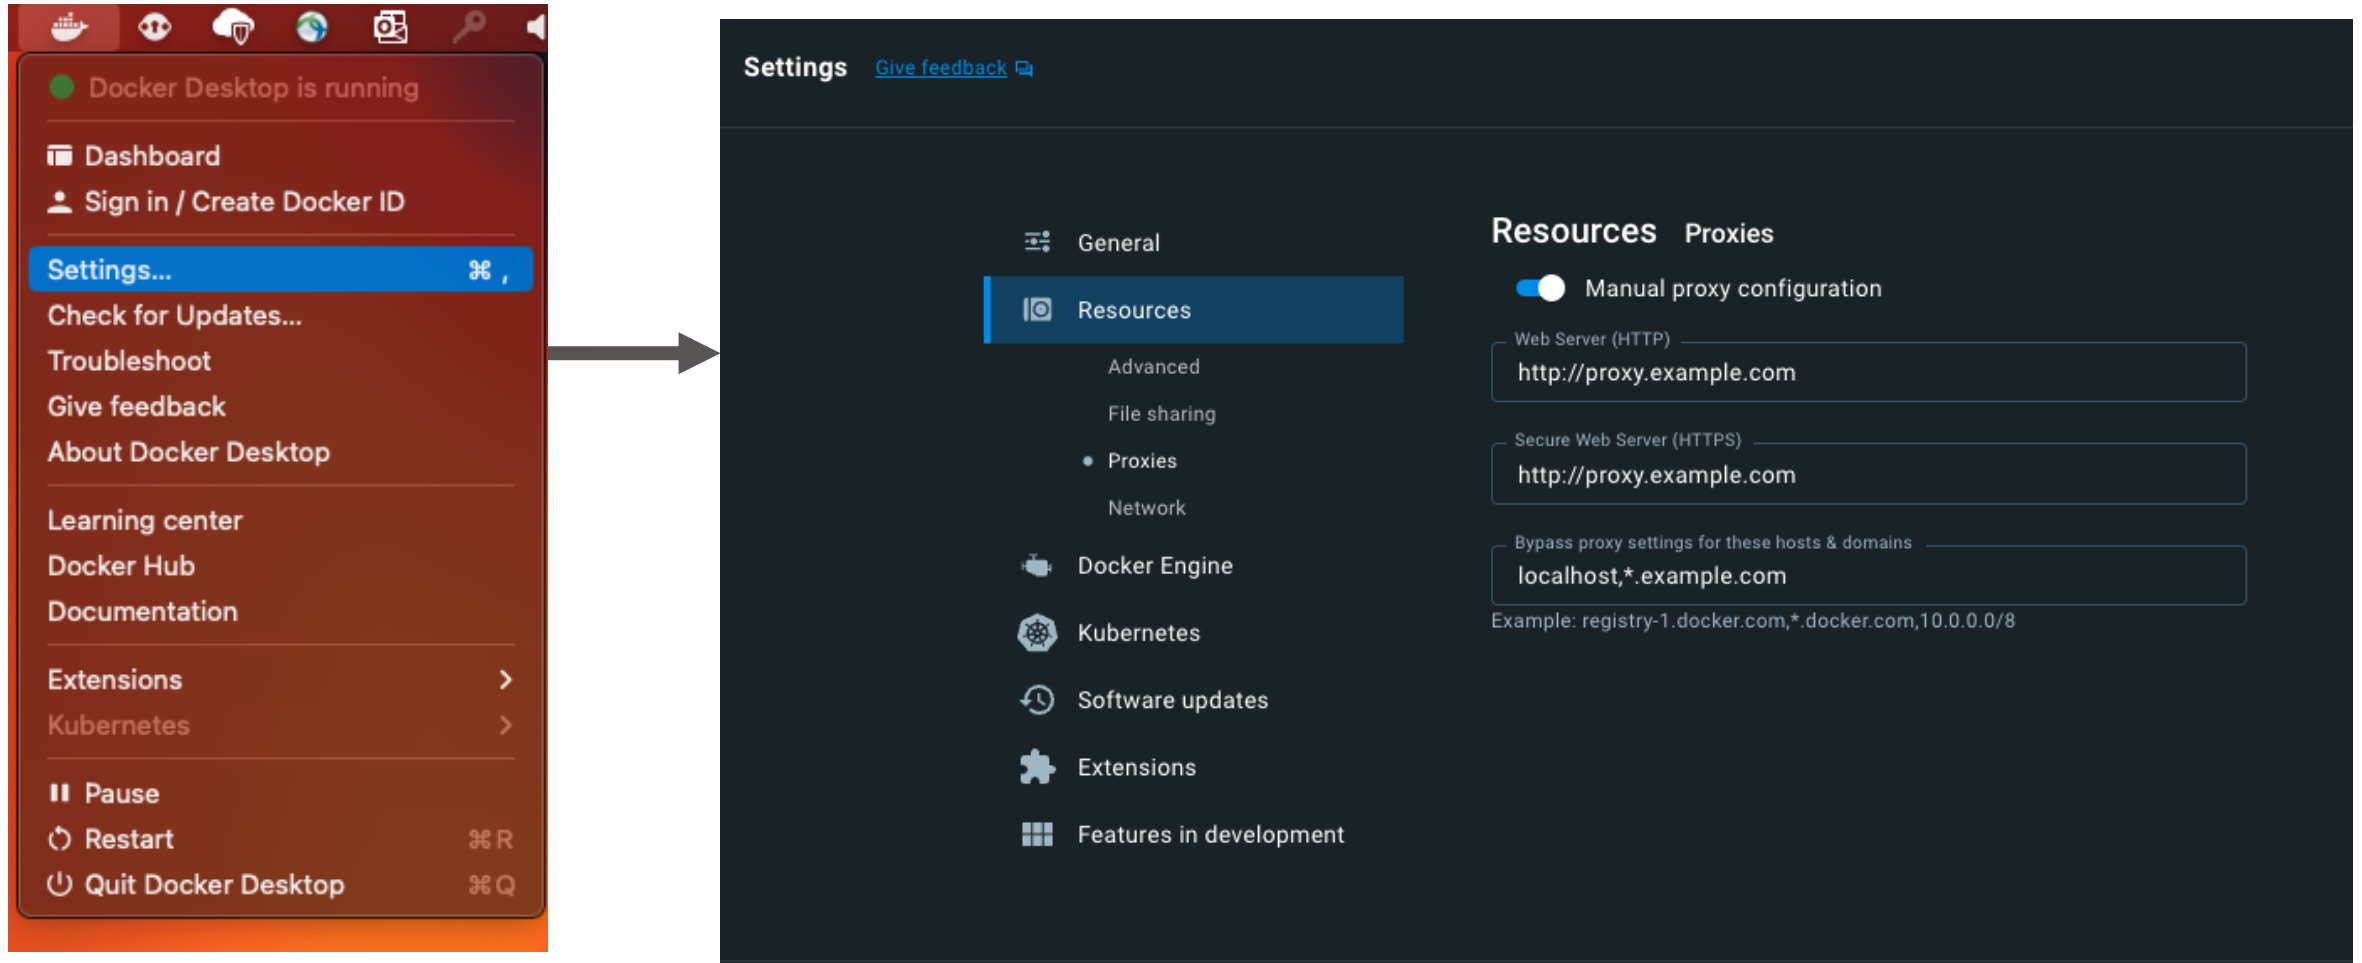 Docker Desktop is running
Dashboard
Sign in / Create Docker ID
Settings... ⌘ ,
Check for Updates...
Troubleshoot
Give feedback
About Docker Desktop
Learning center
Docker Hub
Documentation
Extensions
Kubernetes
Pause
Restart ⌘ R
Quit Docker Desktop ⌘ Q
Settings Give feedback
General
Resources
Advanced
File sharing
Proxies
Network
Docker Engine
Kubernetes
Software updates
Extensions
Features in development
Resources Proxies
Manual proxy configuration
Web Server (HTTP)
http://proxy.example.com
Secure Web Server (HTTPS)
http://proxy.example.com
Bypass proxy settings for these hosts & domains
localhost,*.example.com
Example: registry-1.docker.com,*.docker.com,10.0.0.0/8